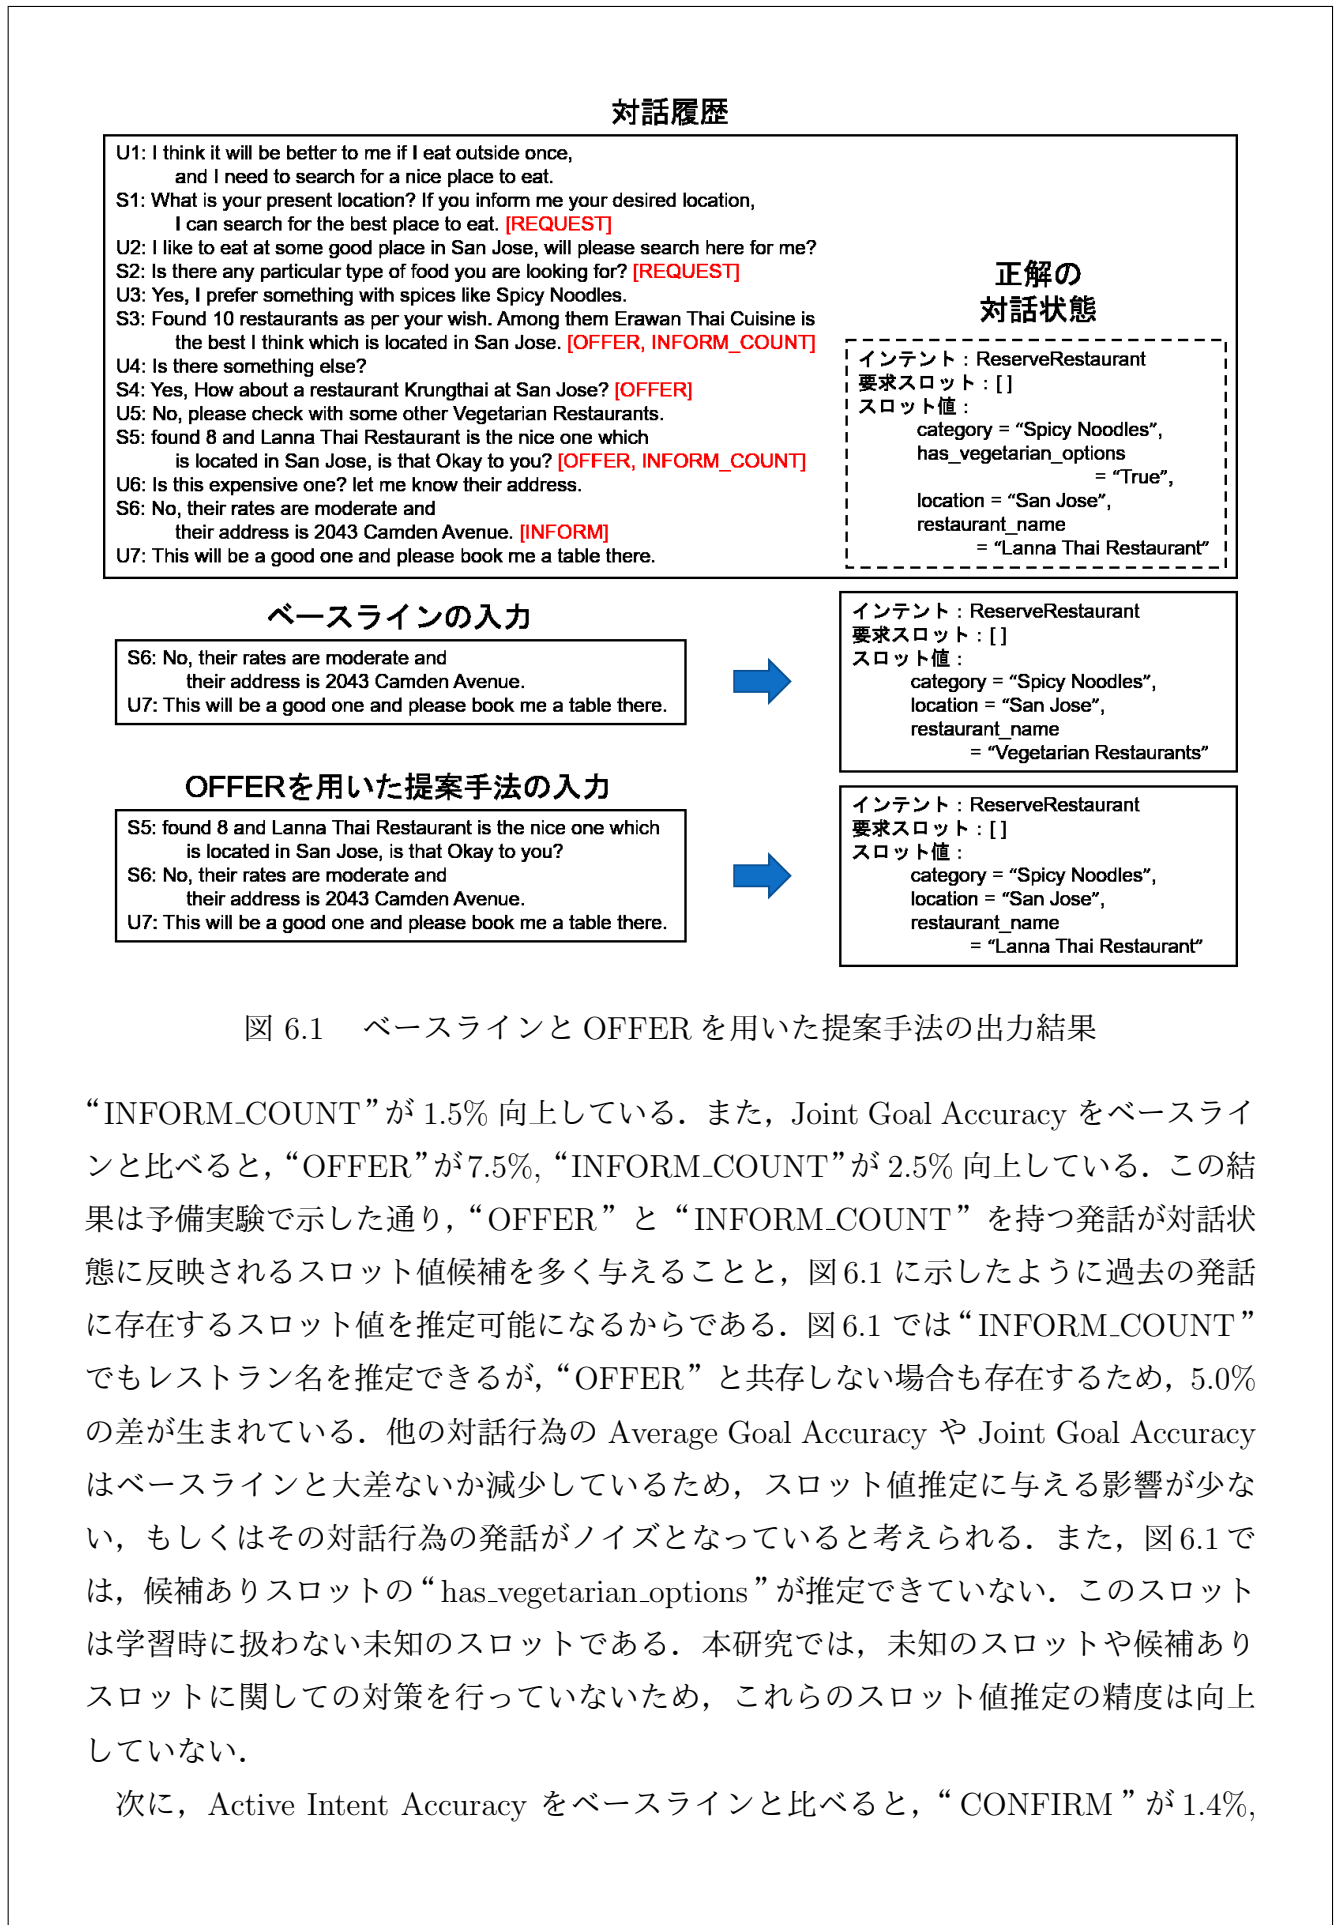 対話履歴
U1: I think it will be better to me if I eat outside once,
and I need to search for a nice place to eat.
S1: What is your present location? If you inform me your desired location,
I can search for the best place to eat. [REQUEST]
U2: I like to eat at some good place in San Jose, will please search here for me?
S2: Is there any particular type of food you are looking for? [REQUEST]
U3: Yes, I prefer something with spices like Spicy Noodles.
S3: Found 10 restaurants as per your wish. Among them Erawan Thai Cuisine is
the best I think which is located in San Jose. [OFFER, INFORM_COUNT]
U4: Is there something else?
S4: Yes, How about a restaurant Krungthai at San Jose? [OFFER]
U5: No, please check with some other Vegetarian Restaurants.
S5: found 8 and Lanna Thai Restaurant is the nice one which
is located in San Jose, is that Okay to you? [OFFER, INFORM_COUNT]
U6: Is this expensive one? let me know their address.
S6: No, their rates are moderate and
their address is 2043 Camden Avenue. [INFORM]
U7: This will be a good one and please book me a table there.
正解の
対話状態
インテント：ReserveRestaurant
要求スロット：[ ]
スロット値：
category = “Spicy Noodles”,
has_vegetarian_options
= “True”,
location = “San Jose”,
restaurant_name
= “Lanna Thai Restaurant”
ベースラインの入力
S6: No, their rates are moderate and
their address is 2043 Camden Avenue.
U7: This will be a good one and please book me a table there.
インテント：ReserveRestaurant
要求スロット：[ ]
スロット値：
category = “Spicy Noodles”,
location = “San Jose”,
restaurant_name
= “Vegetarian Restaurants”
OFFERを用いた提案手法の入力
S5: found 8 and Lanna Thai Restaurant is the nice one which
is located in San Jose, is that Okay to you?
S6: No, their rates are moderate and
their address is 2043 Camden Avenue.
U7: This will be a good one and please book me a table there.
インテント：ReserveRestaurant
要求スロット：[ ]
スロット値：
category = “Spicy Noodles”,
location = “San Jose”,
restaurant_name
= “Lanna Thai Restaurant”
図 6.1 ベースラインと OFFER を用いた提案手法の出力結果
“INFORM_COUNT”が 1.5% 向上している．また，Joint Goal Accuracy をベースライ
ンと比べると，“OFFER”が7.5%, “INFORM_COUNT”が 2.5% 向上している．この結
果は予備実験で示した通り，“OFFER” と “INFORM_COUNT” を持つ発話が対話状
態に反映されるスロット値候補を多く与えることと，図6.1 に示したように過去の発話
に存在するスロット値を推定可能になるからである．図6.1 では“INFORM_COUNT”
でもレストラン名を推定できるが，“OFFER” と共存しない場合も存在するため，5.0%
の差が生まれている．他の対話行為の Average Goal Accuracy や Joint Goal Accuracy
はベースラインと大差ないか減少しているため，スロット値推定に与える影響が少な
い，もしくはその対話行為の発話がノイズとなっていると考えられる．また，図6.1で
は，候補ありスロットの“has_vegetarian_options”が推定できていない．このスロット
は学習時に扱わない未知のスロットである．本研究では，未知のスロットや候補あり
スロットに関しての対策を行っていないため，これらのスロット値推定の精度は向上
していない．
次に，Active Intent Accuracy をベースラインと比べると，“CONFIRM”が1.4%,